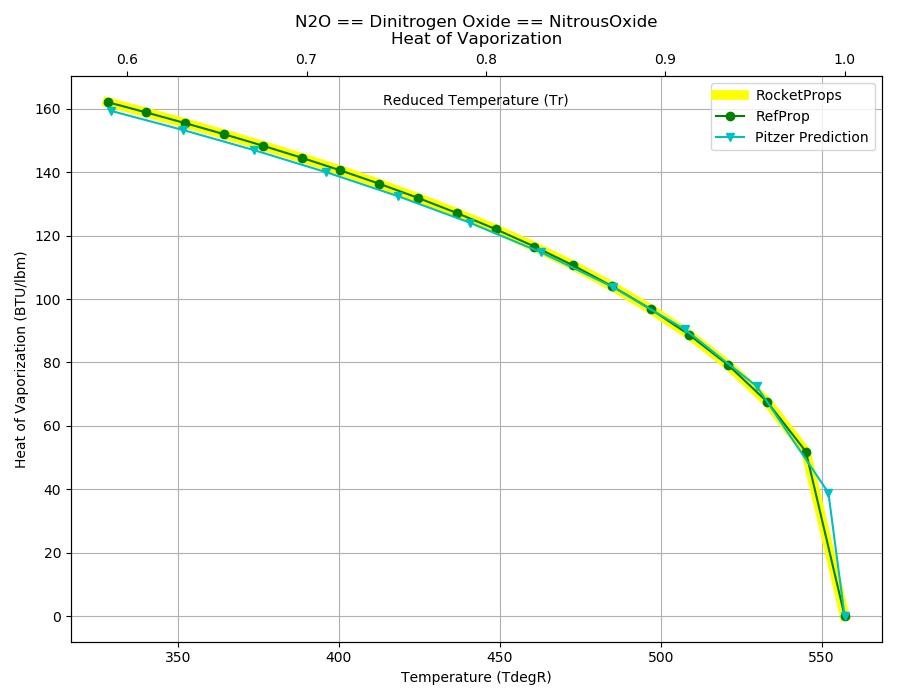 N2O == Dinitrogen Oxide == NitrousOxide
Heat of Vaporization
0.6 0.7 0.8 0.9 1.0
Reduced Temperature (Tr)
RocketProps
RefProp
Pitzer Prediction
Heat of Vaporization (BTU/lbm)
160
140
120
100
80
60
40
20
0
350 400 450 500 550
Temperature (TdegR)